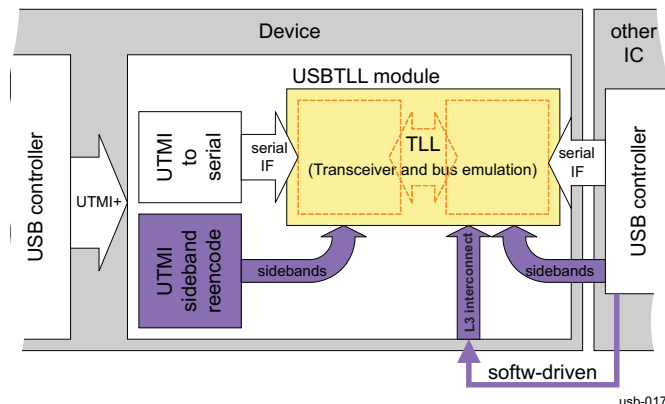 Device
other
IC
USBTLL module
USB controller
UTMI+
UTMI
to
serial
serial
IF
TLL
(Transceiver and bus emulation)
serial
IF
USB controller
UTMI
sideband
reencode
sidebands
L3 interconnect
sidebands
softw-driven
usb-017